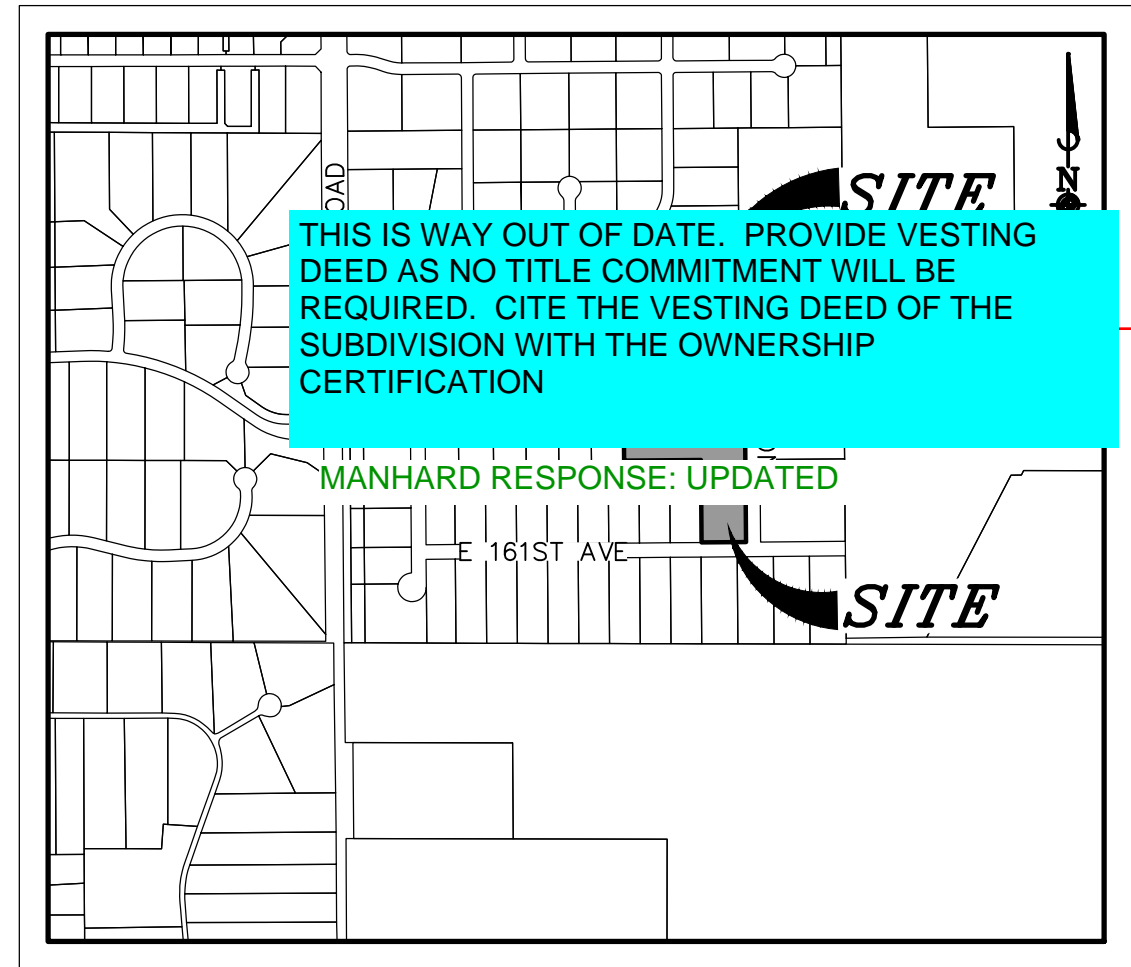 SITE
N
OAD
THIS IS WAY OUT OF DATE. PROVIDE VESTING
DEED AS NO TITLE COMMITMENT WILL BE
REQUIRED. CITE THE VESTING DEED OF THE
SUBDIVISION WITH THE OWNERSHIP
CERTIFICATION
MANHARD RESPONSE: UPDATED
E 161ST AVE
SITE